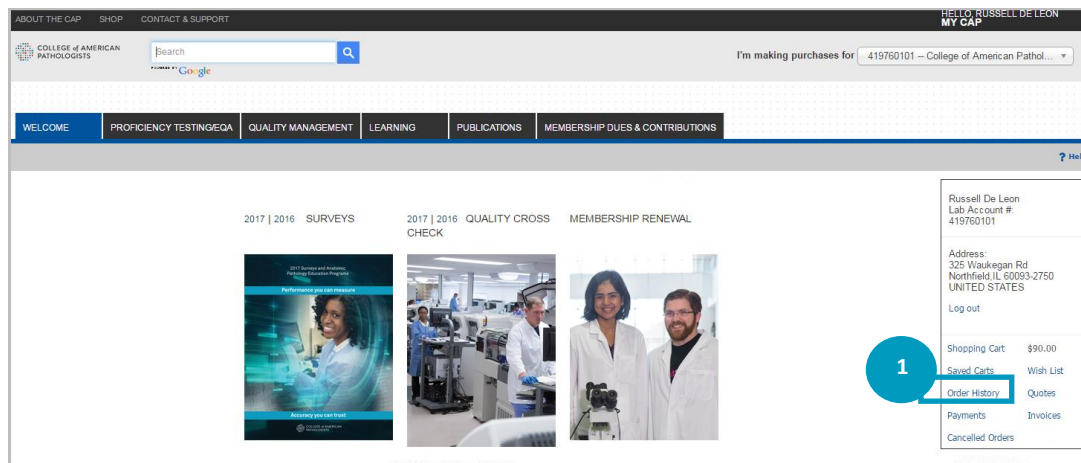 ABOUT THE CAP SHOP CONTACT & SUPPORT
HELLO, RUSSELL DE LEON
MY CAP
COLLEGE of AMERICAN
PATHOLOGISTS
Search
Google
I'm making purchases for 419760101 -- College of American Pathol...
WELCOME PROFICIENCY TESTING/EQA QUALITY MANAGEMENT LEARNING PUBLICATIONS MEMBERSHIP DUES & CONTRIBUTIONS
? Hel
2017 | 2016 SURVEYS
2017 | 2016 QUALITY CROSS
CHECK
MEMBERSHIP RENEWAL
2017 Surveys and Anatomic
Pathology Education Programs
Performance you can measure
Accuracy you can trust
COLLEGE of AMERICAN
PATHOLOGISTS
Russell De Leon
Lab Account #:
419760101
Address:
325 Waukegan Rd
Northfield,IL 60093-2750
UNITED STATES
Log out
Shopping Cart $90.00
Saved Carts Wish List
1
Order History Quotes
Payments Invoices
Cancelled Orders